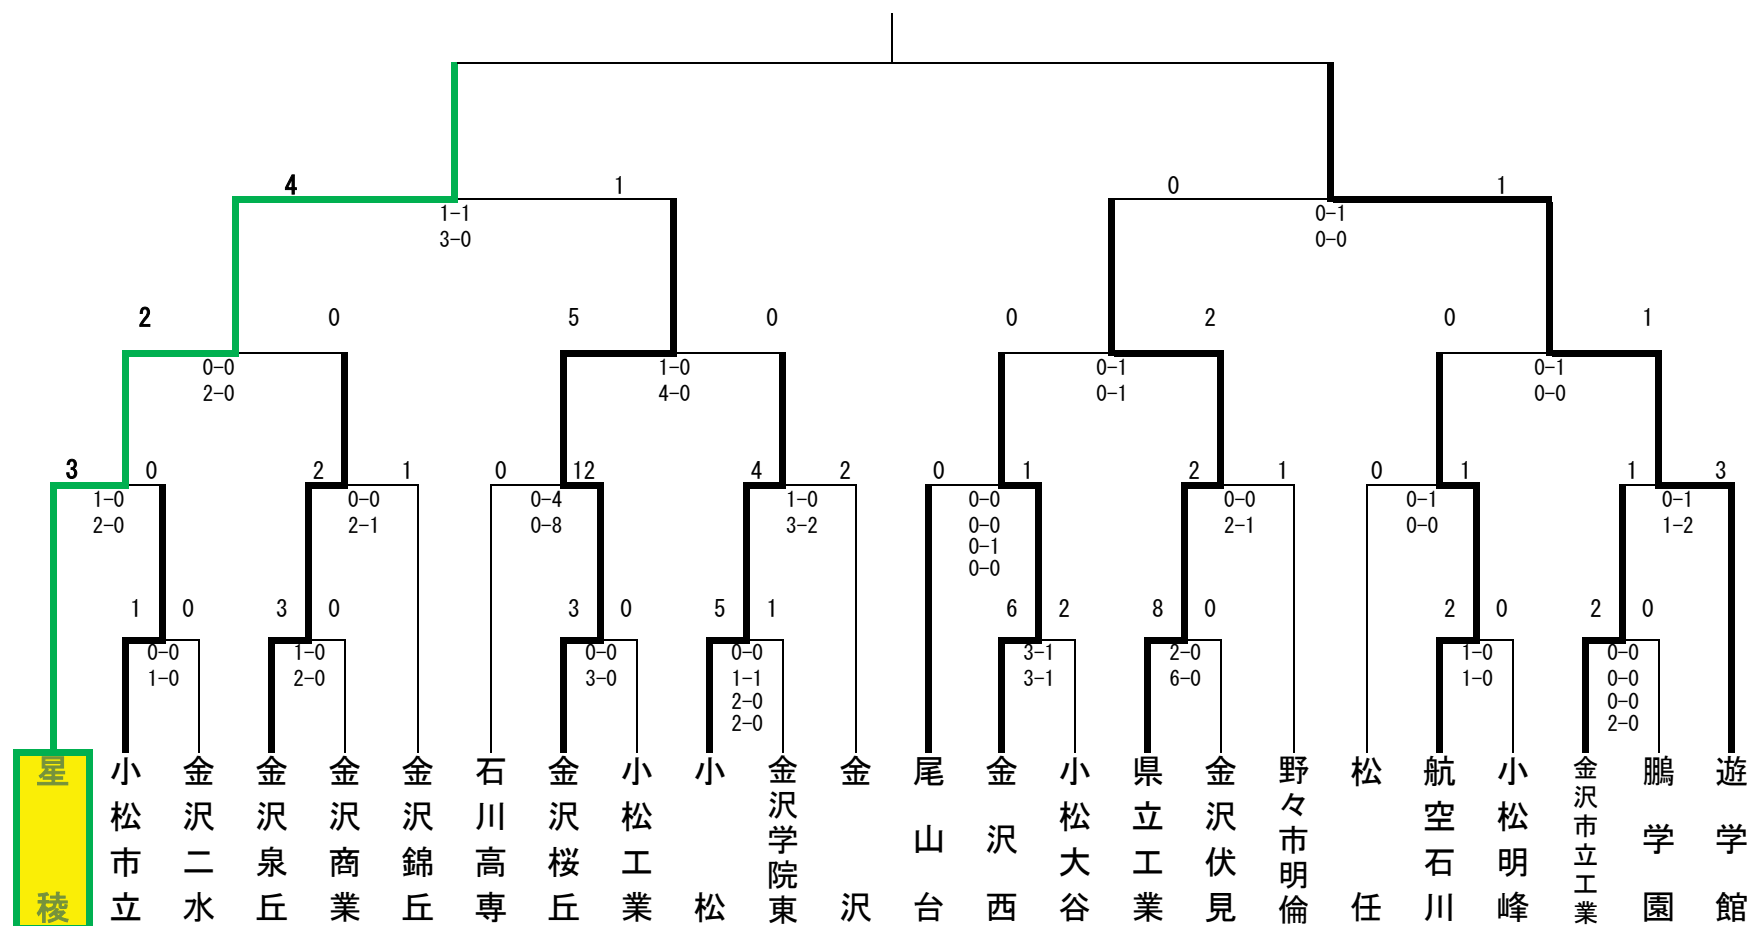 4 1 0 1
1-1 0-1
3-0 0-0
2 0 5 0 0 2 0 1
0-0 1-0 0-1 0-1
2-0 4-0 0-1 0-0
3 0 2 1 0 12 4 2 0 1 2 1 0 1 1 3
1-0 0-0 0-4 1-0 0-0 0-0 0-1 0-1
2-0 2-1 0-8 3-2 0-0 2-1 0-0 1-2
0-1
0-0
1 0 3 0 3 0 5 1 6 2 8 0 2 0 2 0
0-0 1-0 0-0 0-0 3-1 2-0 1-0 0-0
1-0 2-0 3-0 1-1 3-1 6-0 1-0 0-0
2-0 0-0
2-0 2-0
星稜
小松市立
金沢二水
金沢泉丘
金沢商業
金沢錦丘
石川高専
金沢桜丘
小松工業
小松
金沢学院東
金沢
尾山台
金沢西
小松大谷
県立工業
金沢伏見
野々市明倫
松任
航空石川
小松明峰
金沢市立工業
鵬学園
遊学館